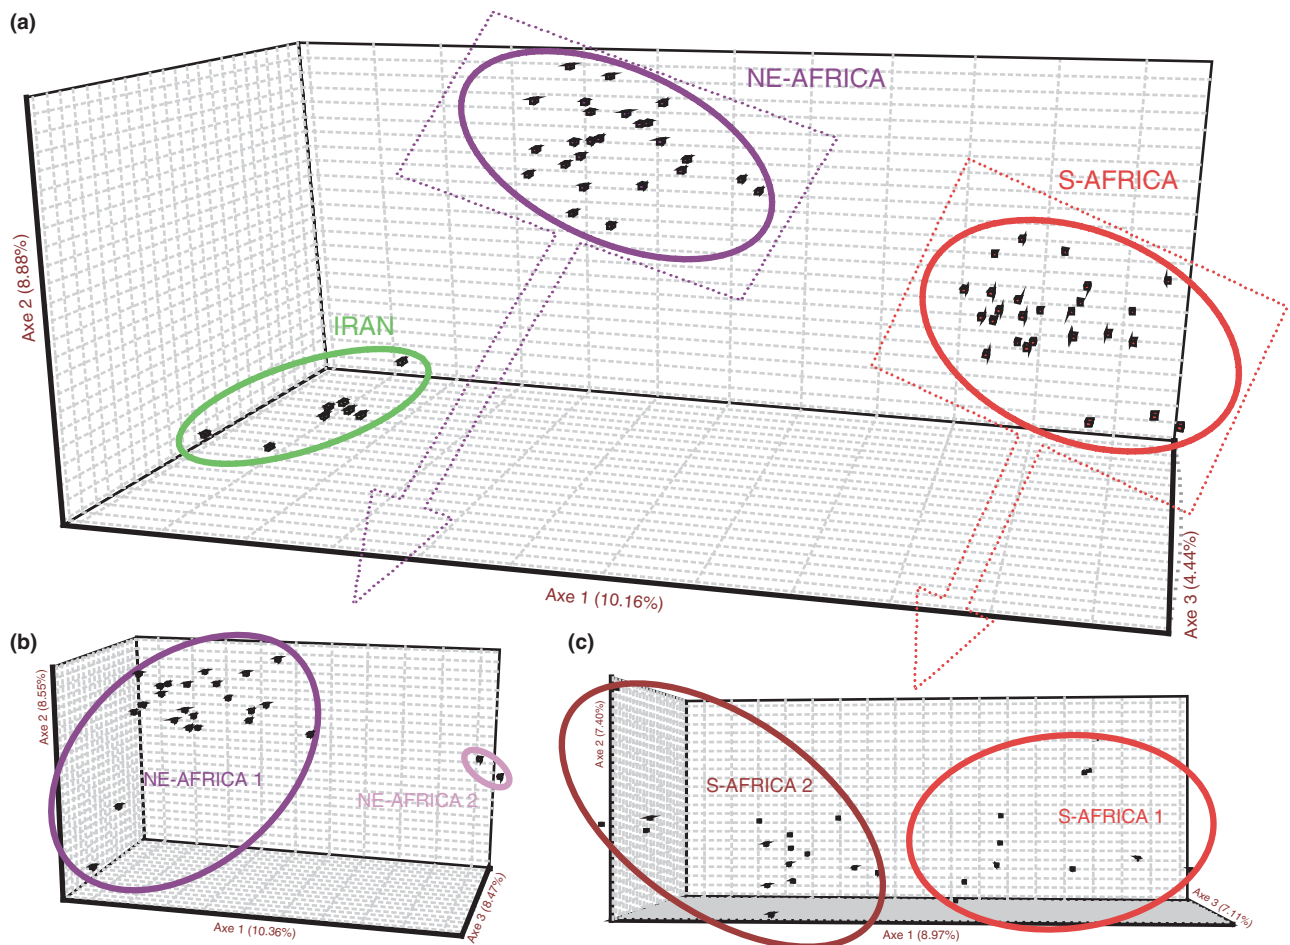 (a)
NE-AFRICA
S-AFRICA
IRAN
Axe 2 (8.88%)
Axe 1 (10.16%)
Axe 3 (4.44%)
(b)
Axe 2 (8.55%)
NE-AFRICA 1
NE-AFRICA 2
Axe 1 (10.36%)
Axe 3 (8.47%)
(c)
Axe 2 (7.40%)
S-AFRICA 2
S-AFRICA 1
Axe 1 (8.97%)
Axe 3 (7.11%)